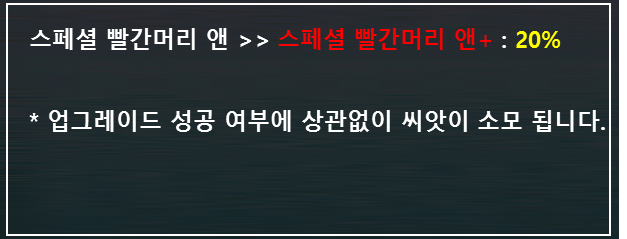 스페셜 빨간머리 앤 >> 스페셜 빨간머리 앤+ : 20%
* 업그레이드 성공 여부에 상관없이 씨앗이 소모 됩니다.